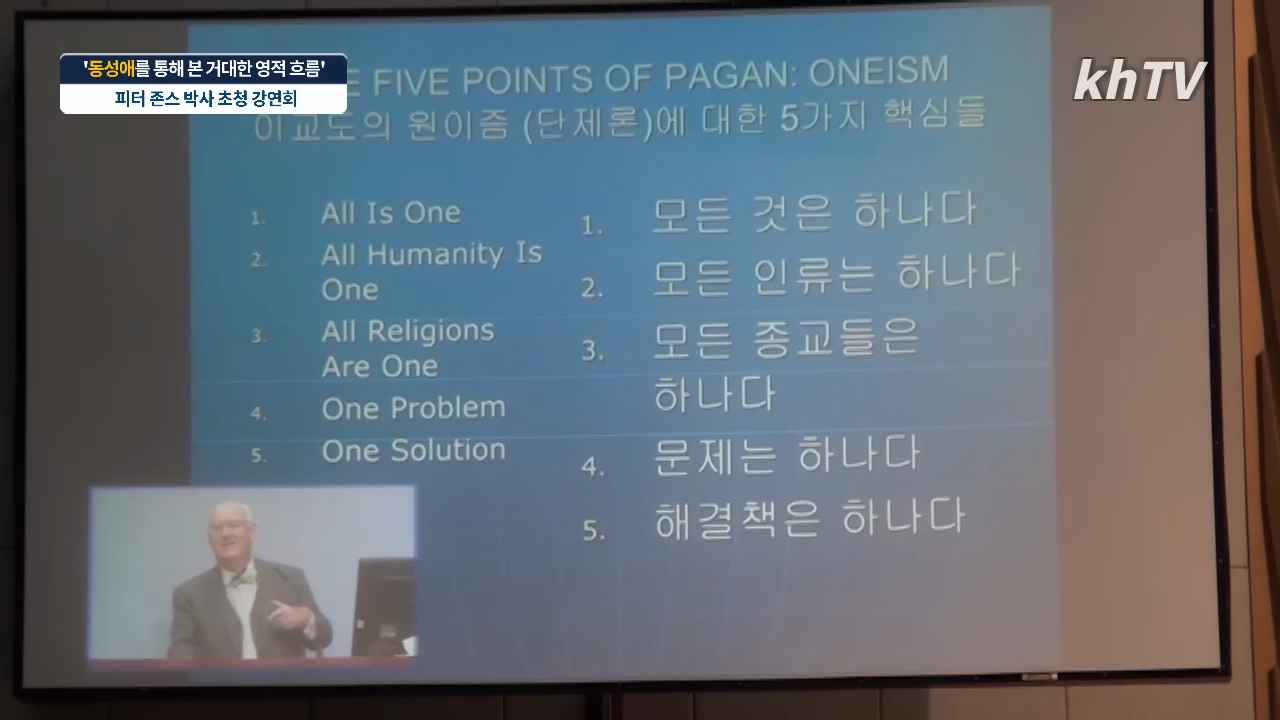 '동성애를 통해 본 거대한 영적 흐름'
피터 존스 박사 초청 강연회
khTV
E FIVE POINTS OF PAGAN: ONEISM
이교도의 원이즘 (단제론)에 대한 5가지 핵심들
1. All Is One
2. All Humanity Is
One
3. All Religions
Are One
4. One Problem
5. One Solution
1. 모든 것은 하나다
2. 모든 인류는 하나다
3. 모든 종교들은
하나다
4. 문제는 하나다
5. 해결책은 하나다